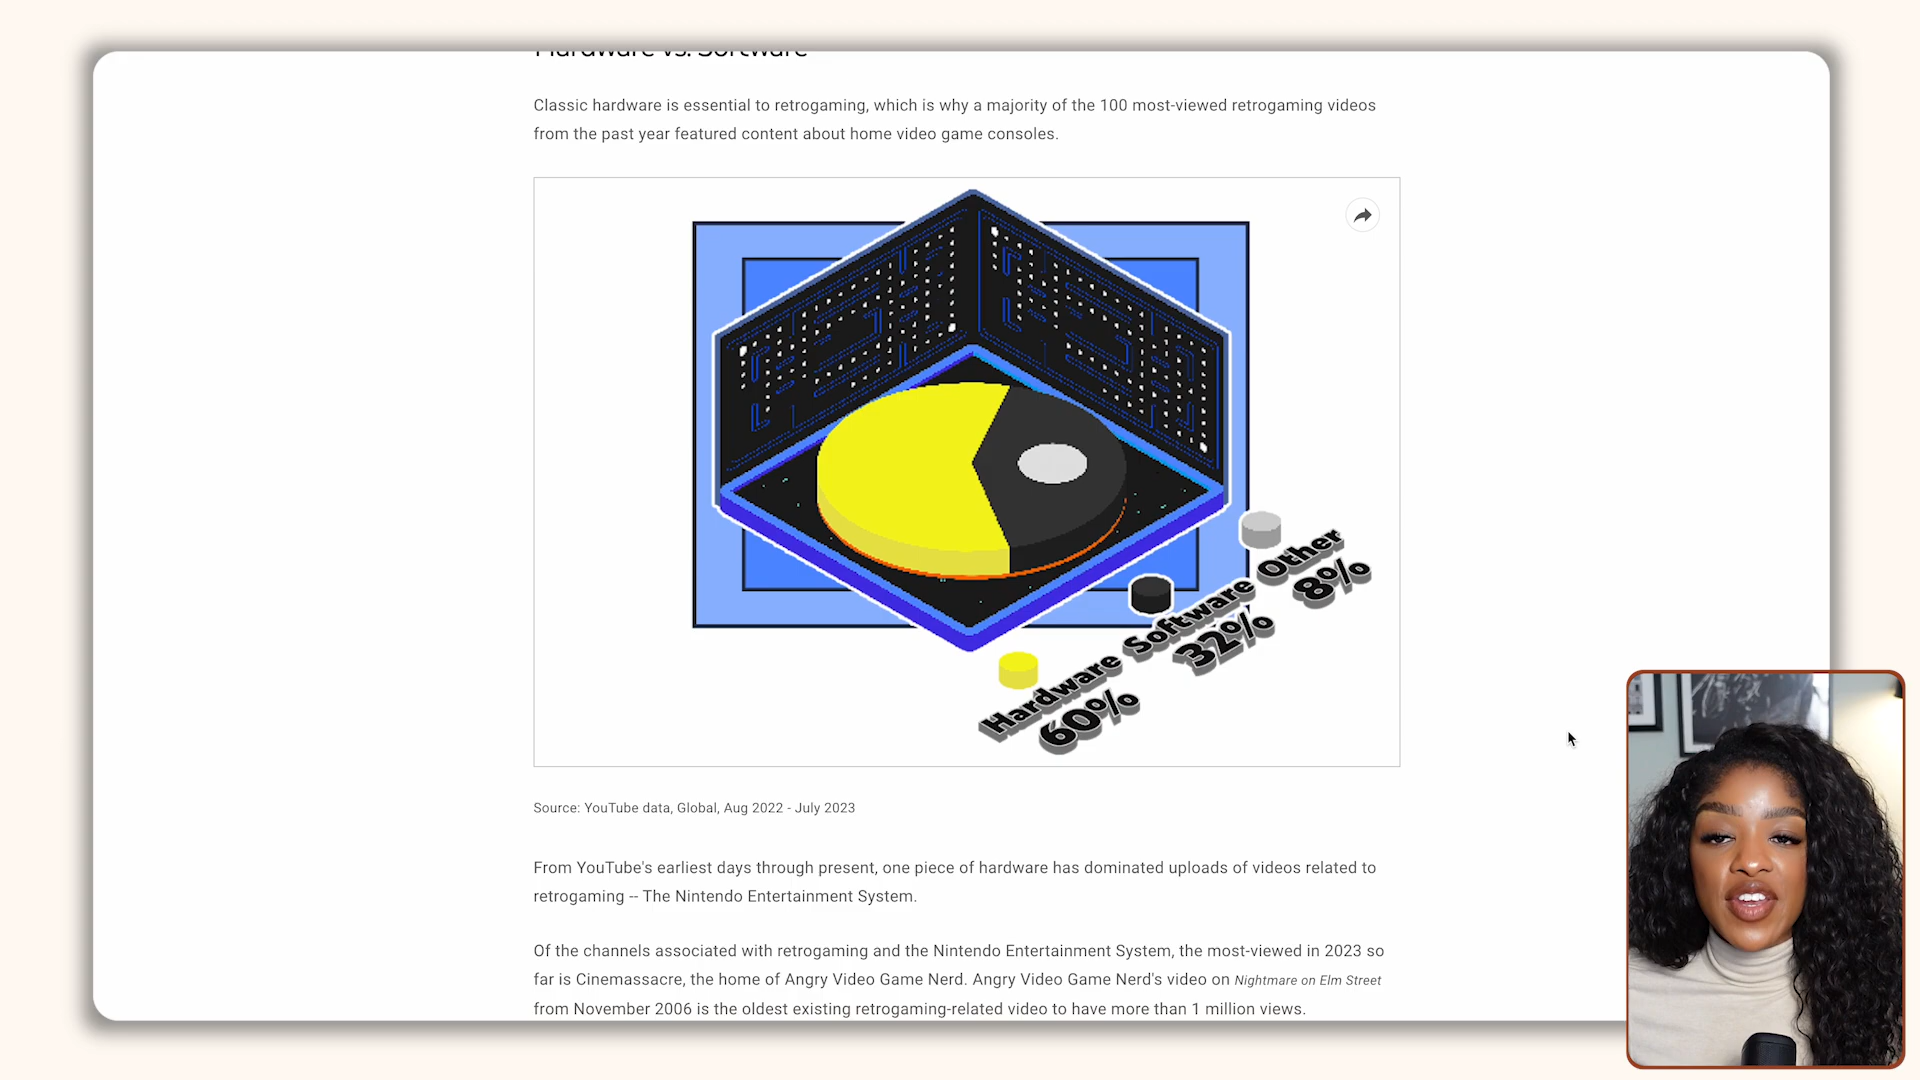 Hardware vs. Software
Classic hardware is essential to retrogaming, which is why a majority of the 100 most-viewed retrogaming videos
from the past year featured content about home video game consoles.
Other
8%
Software
32%
Hardware
60%
Source: YouTube data, Global, Aug 2022 - July 2023
From YouTube's earliest days through present, one piece of hardware has dominated uploads of videos related to
retrogaming -- The Nintendo Entertainment System.
Of the channels associated with retrogaming and the Nintendo Entertainment System, the most-viewed in 2023 so
far is Cinemassacre, the home of Angry Video Game Nerd. Angry Video Game Nerd's video on Nightmare on Elm Street
from November 2006 is the oldest existing retrogaming-related video to have more than 1 million views.